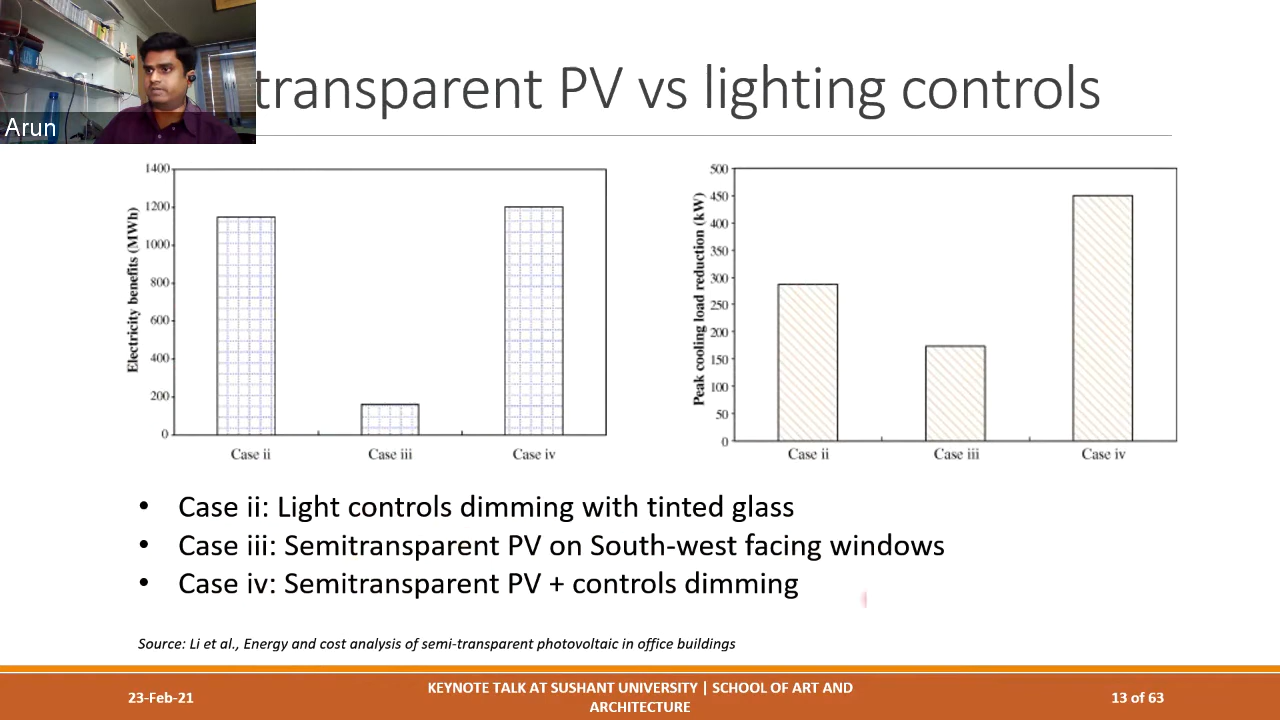 Arun
transparent PV vs lighting controls
Electricity benefits (MWh)
1400
1200
1000
800
600
400
200
0
Case ii
Case iii
Case iv
Peak cooling load reduction (kW)
500
450
400
350
300
250
200
150
100
50
0
Case ii
Case iii
Case iv
• Case ii: Light controls dimming with tinted glass
• Case iii: Semitransparent PV on South-west facing windows
• Case iv: Semitransparent PV + controls dimming
Source: Li et al., Energy and cost analysis of semi-transparent photovoltaic in office buildings
23-Feb-21
KEYNOTE TALK AT SUSHANT UNIVERSITY | SCHOOL OF ART AND
ARCHITECTURE
13 of 63